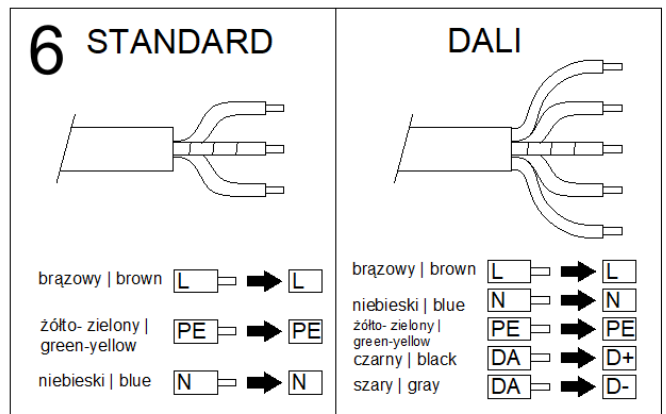 6 STANDARD
brązowy | brown L L
żółto- zielony |
green-yellow PE PE
niebieski | blue N N
DALI
brązowy | brown L L
niebieski | blue N N
żółto- zielony |
green-yellow PE PE
czarny | black DA D+
szary | gray DA D-